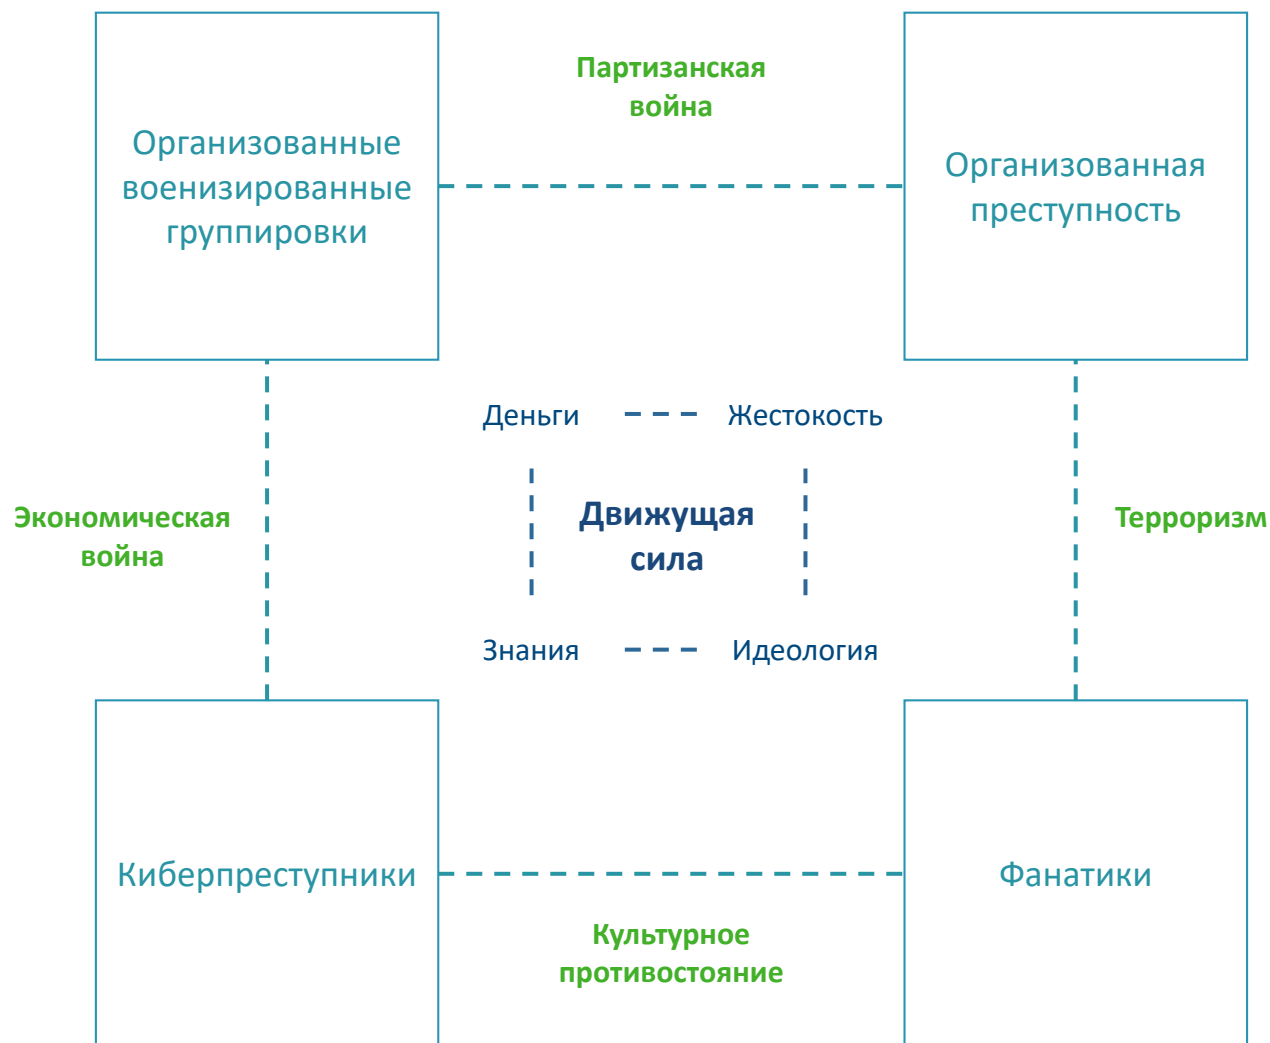 Партизанская
война
Организованные
военизированные
группировки
Организованная
преступность
Деньги
Жестокость
Экономическая
война
Движущая
сила
Терроризм
Знания
Идеология
Киберпреступники
Фанатики
Культурное
противостояние